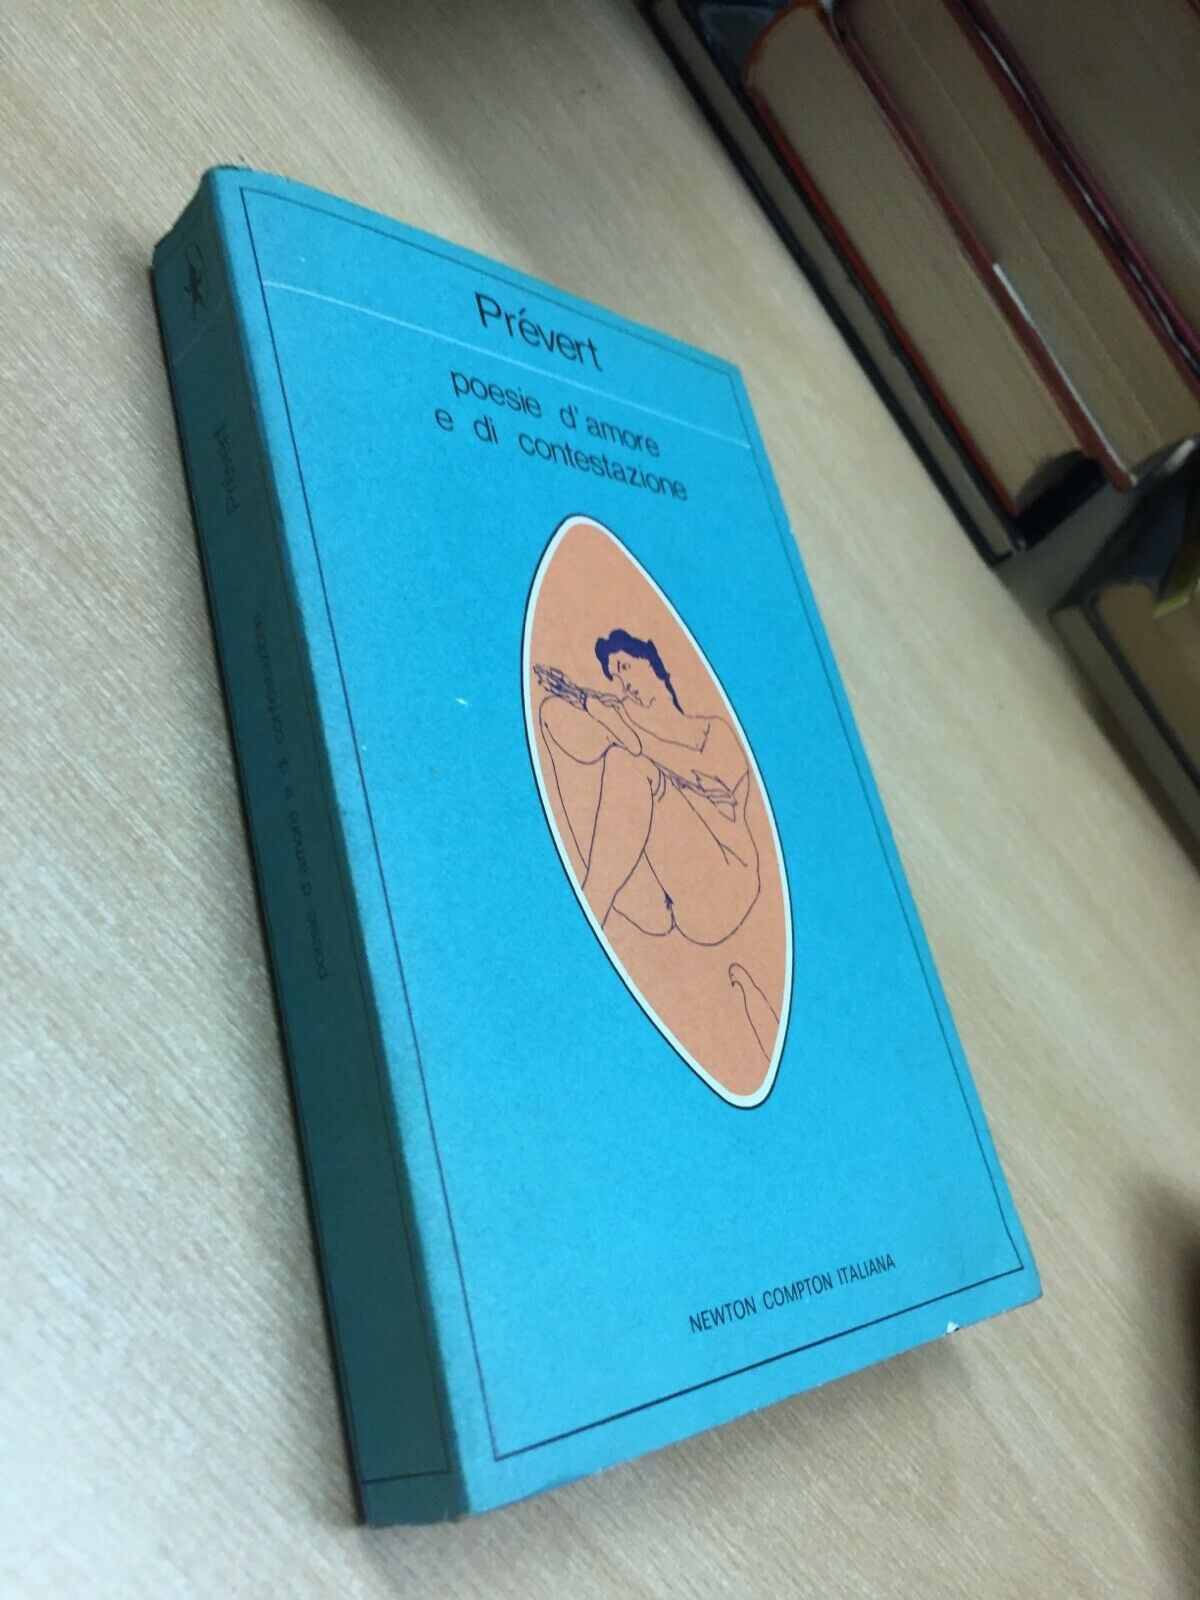 Prévert
poesie d'amore
e di contestazione
NEWTON COMPTON ITALIANA
Prévert
poesie d'amore e di contestazione